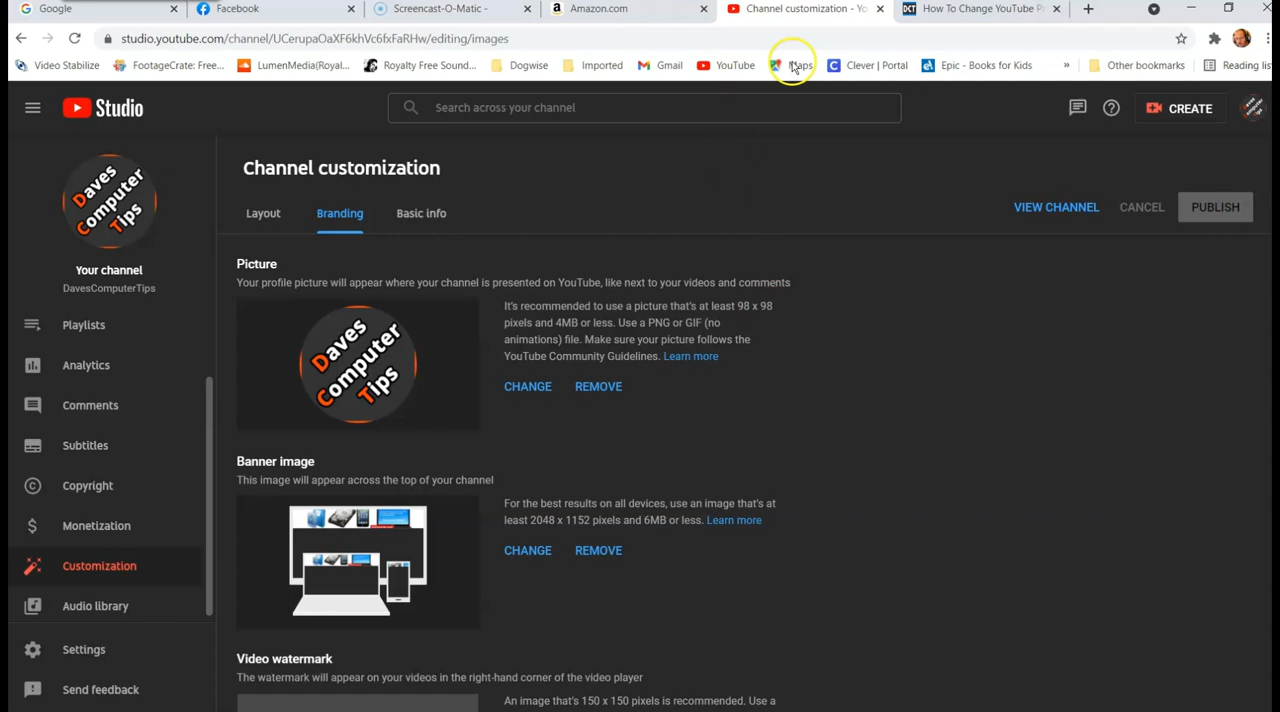 Google
Facebook
Screencast-O-Matic -
Amazon.com
Channel customization - Yo
How To Change YouTube Pr
studio.youtube.com/channel/UCerupaOaXF6khVc6fxFaRHw/editing/images
Video Stabilize
FootageCrate: Free...
LumenMedia(Royal...
Royalty Free Sound...
Dogwise
Imported
Gmail
YouTube
Maps
Clever | Portal
Epic - Books for Kids
»
Other bookmarks
Reading list
Studio
Search across your channel
CREATE
Daves
Computer
Tips
Your channel
DavesComputerTips
Playlists
Analytics
Comments
Subtitles
Copyright
Monetization
Customization
Audio library
Settings
Send feedback
Channel customization
Layout
Branding
Basic info
VIEW CHANNEL
CANCEL
PUBLISH
Picture
Your profile picture will appear where your channel is presented on YouTube, like next to your videos and comments
Daves
Computer
Tips
It's recommended to use a picture that's at least 98 x 98
pixels and 4MB or less. Use a PNG or GIF (no
animations) file. Make sure your picture follows the
YouTube Community Guidelines. Learn more
CHANGE
REMOVE
Banner image
This image will appear across the top of your channel
For the best results on all devices, use an image that's at
least 2048 x 1152 pixels and 6MB or less. Learn more
CHANGE
REMOVE
Video watermark
The watermark will appear on your videos in the right-hand corner of the video player
An image that's 150 x 150 pixels is recommended. Use a